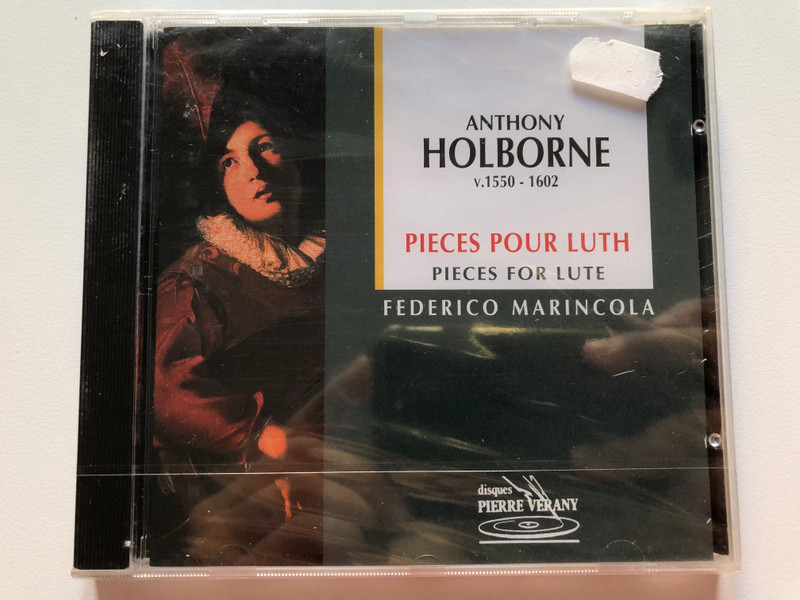 ANTHONY
HOLBORNE
V.1550 - 1602
PIECES POUR LUTH
PIECES FOR LUTE
FEDERICO MARINCOLA
disques
PIERRE VERANY